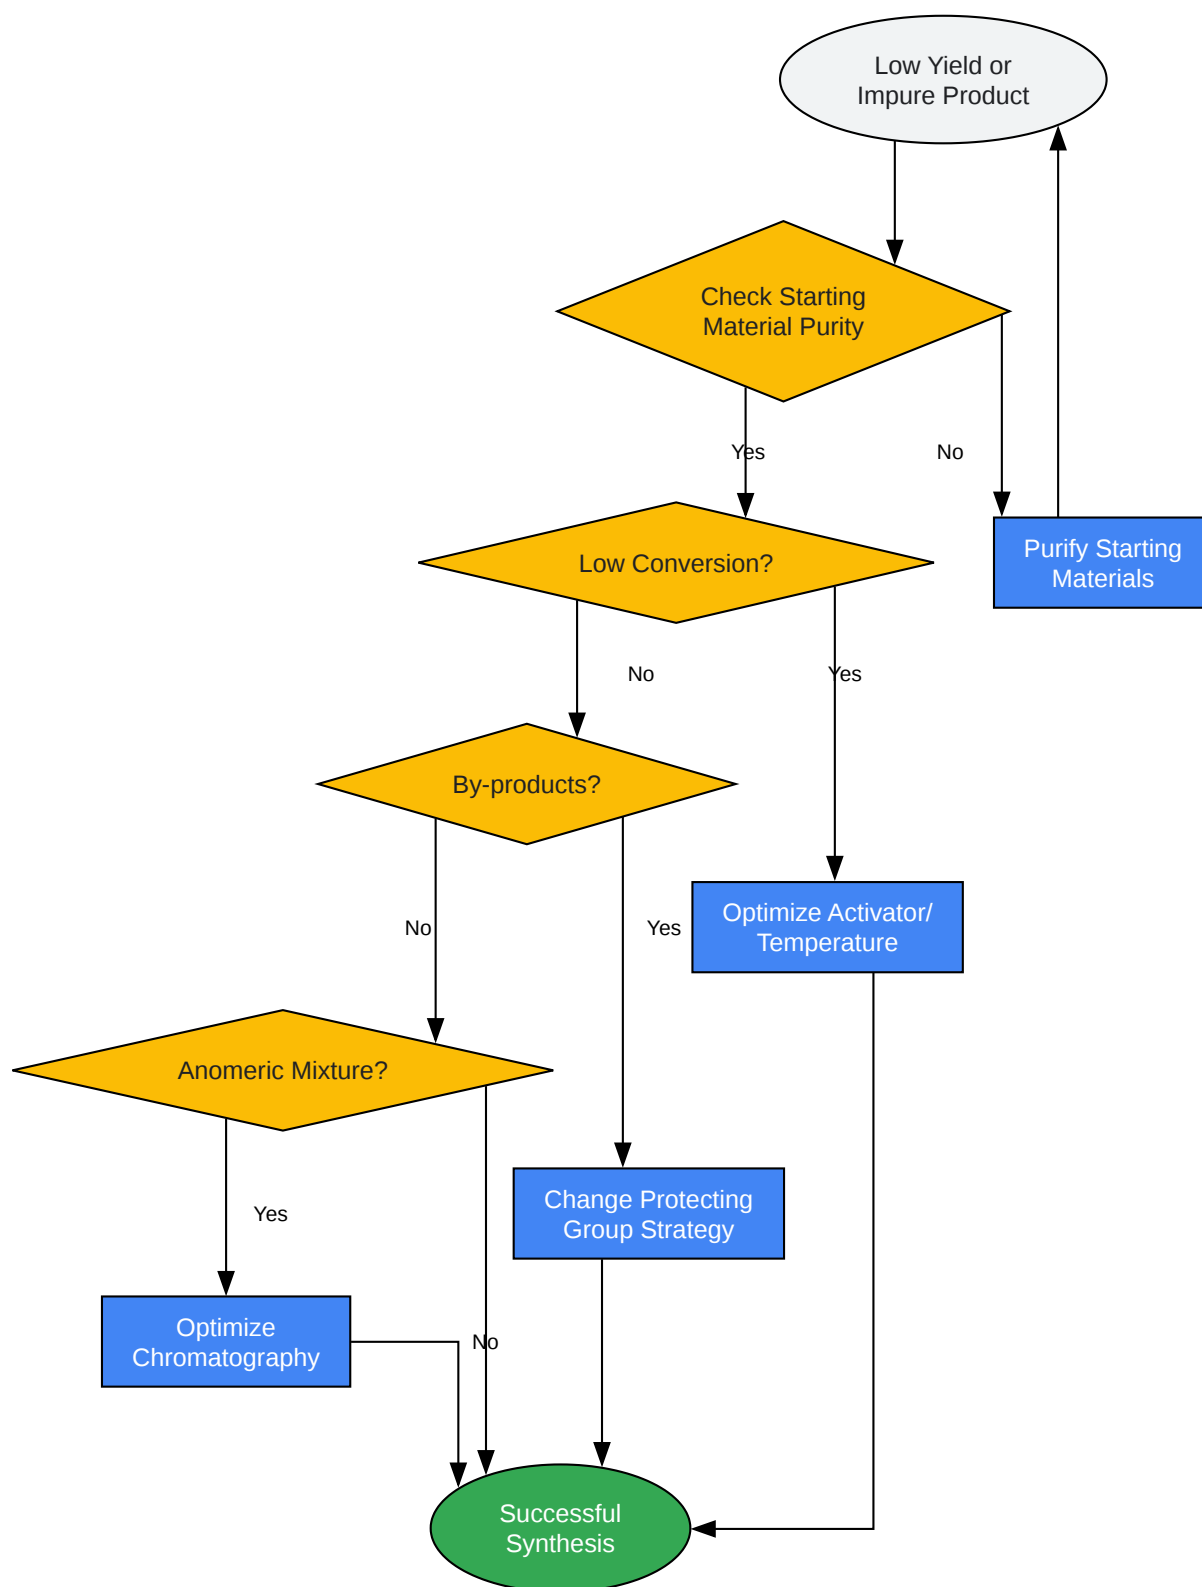 Low Yield or
Impure Product
Check Starting
Material Purity
Yes
No
Purify Starting
Materials
Low Conversion?
No
Yes
By-products?
No
Yes
Optimize Activator/
Temperature
Anomeric Mixture?
Yes
Change Protecting
Group Strategy
Optimize
Chromatography
No
Successful
Synthesis